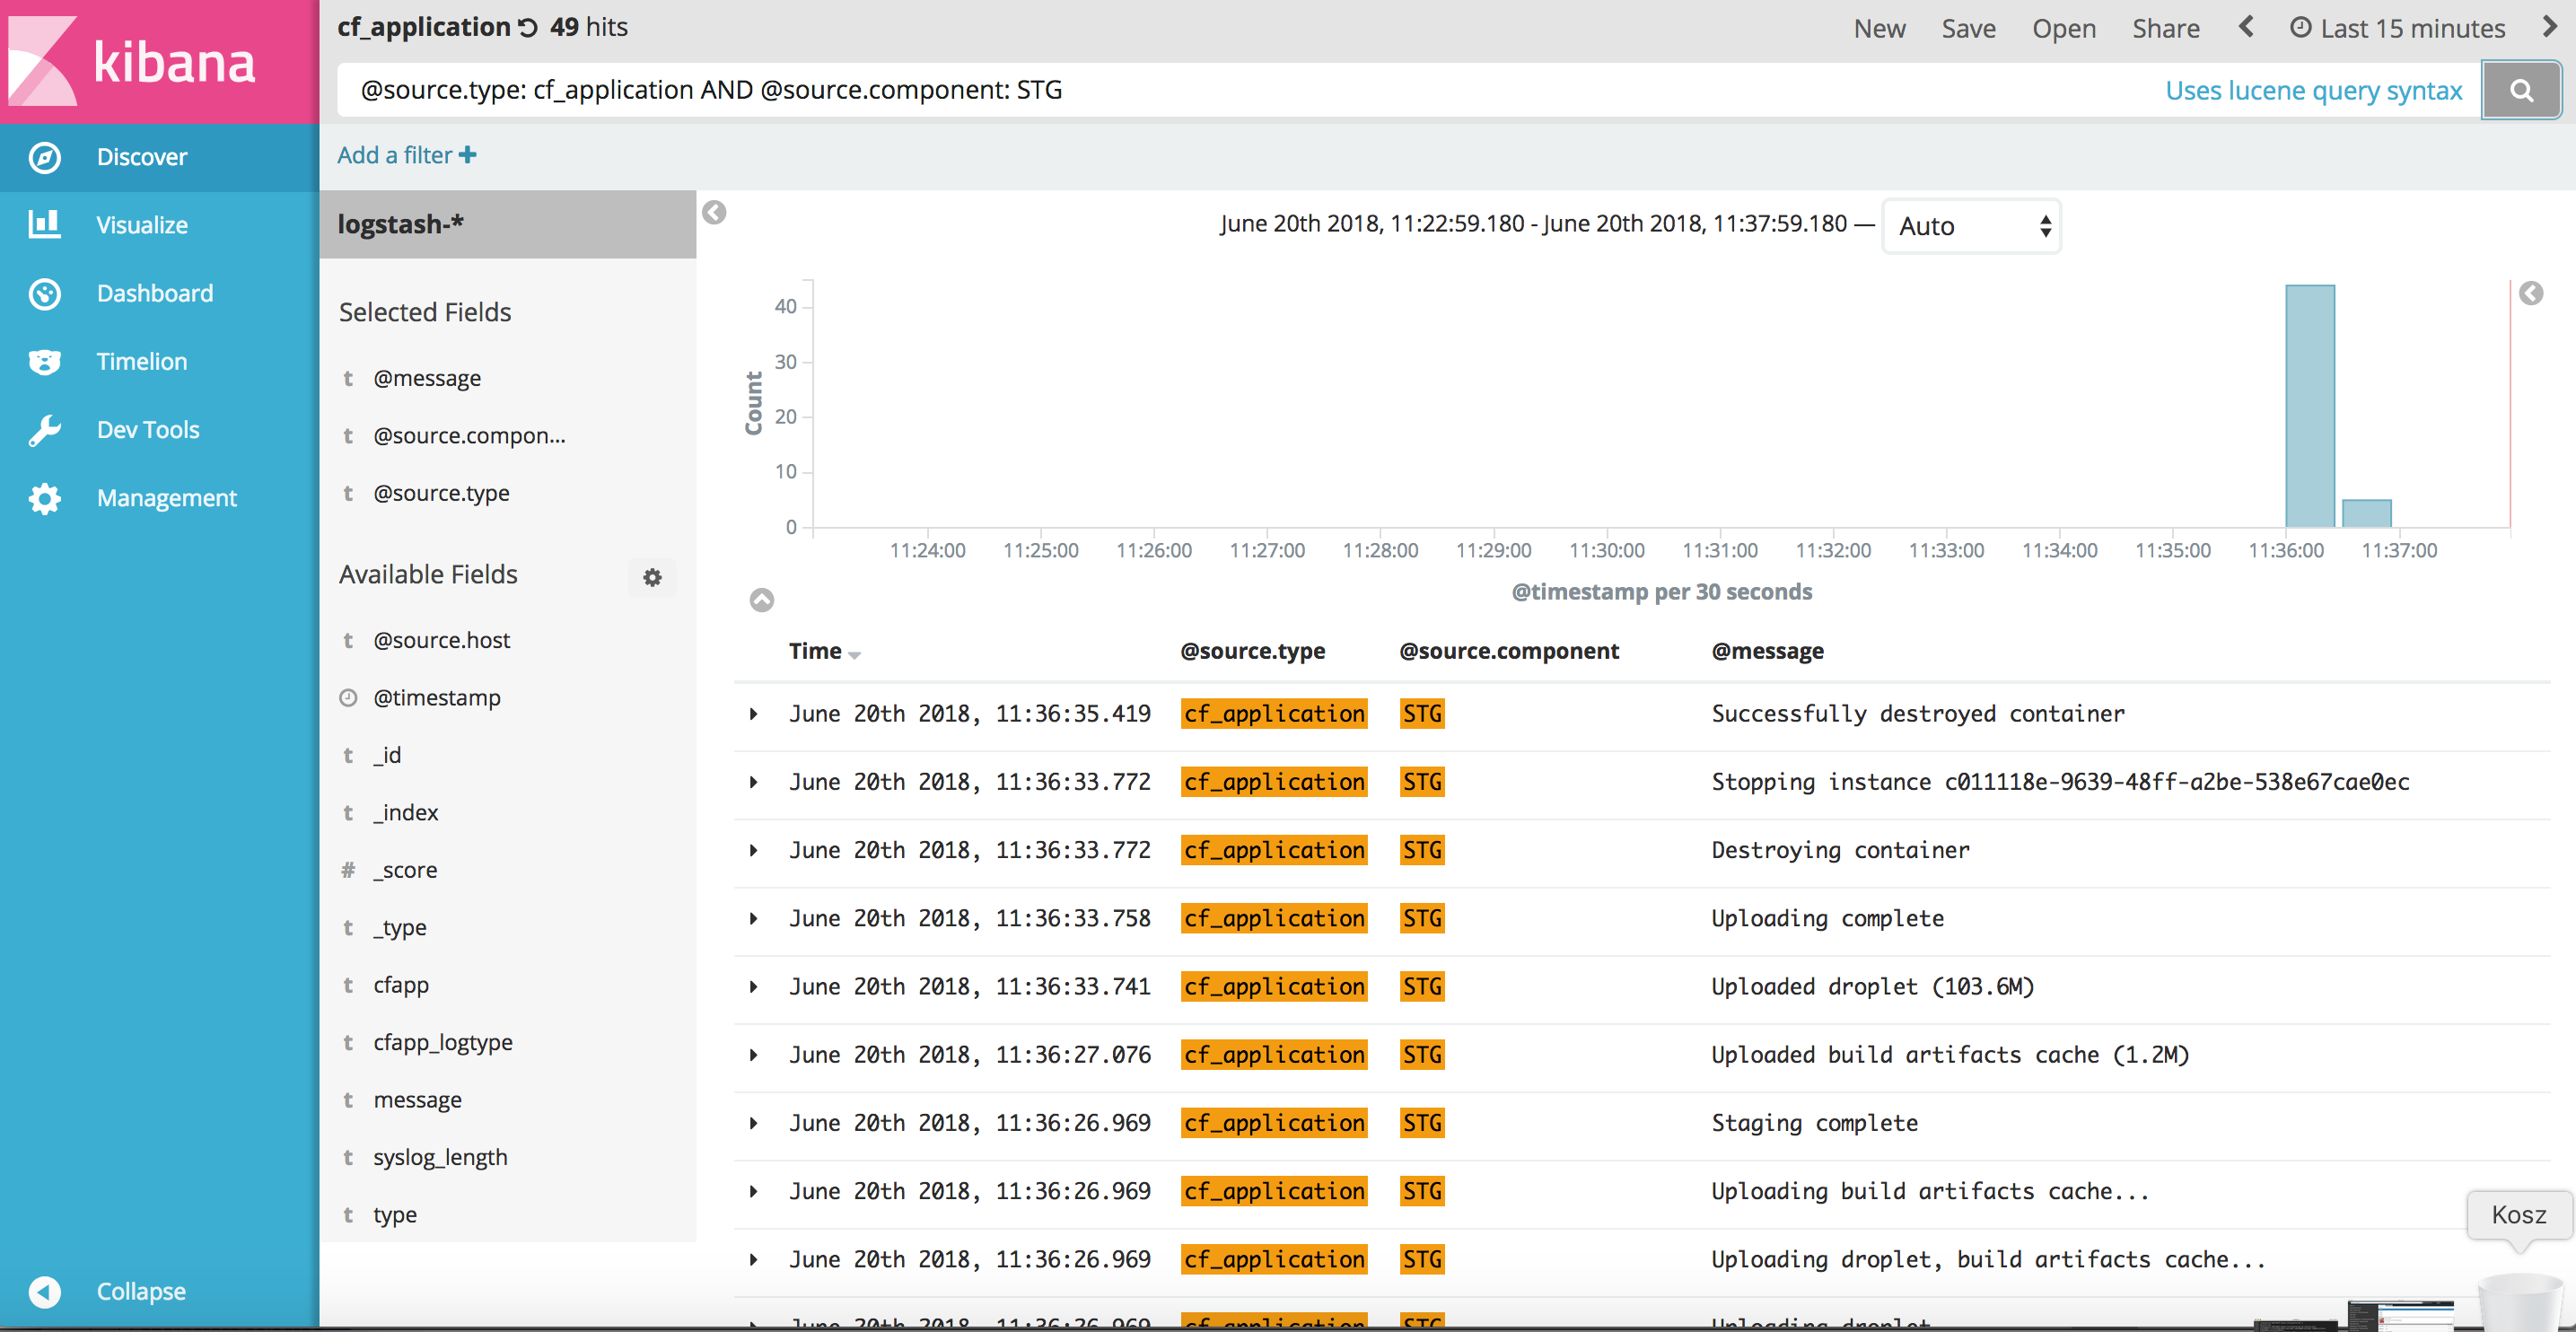 kibana
Discover
Visualize
Dashboard
Timelion
Dev Tools
Management
Collapse
cf_application 49 hits
New Save Open Share Last 15 minutes
@source.type: cf_application AND @source.component: STG
Uses lucene query syntax
Add a filter
logstash-*
Selected Fields
t @message
t @source.compon...
t @source.type
Available Fields
t @source.host
@timestamp
t _id
t _index
# _score
t _type
t cfapp
t cfapp_logtype
t message
t syslog_length
t type
June 20th 2018, 11:22:59.180 - June 20th 2018, 11:37:59.180 — Auto
Count
40
30
20
10
0
11:24:00 11:25:00 11:26:00 11:27:00 11:28:00 11:29:00 11:30:00 11:31:00 11:32:00 11:33:00 11:34:00 11:35:00 11:36:00 11:37:00
@timestamp per 30 seconds
Time @source.type @source.component @message
June 20th 2018, 11:36:35.419 cf_application STG Successfully destroyed container
June 20th 2018, 11:36:33.772 cf_application STG Stopping instance c011118e-9639-48ff-a2be-538e67cae0ec
June 20th 2018, 11:36:33.772 cf_application STG Destroying container
June 20th 2018, 11:36:33.758 cf_application STG Uploading complete
June 20th 2018, 11:36:33.741 cf_application STG Uploaded droplet (103.6M)
June 20th 2018, 11:36:27.076 cf_application STG Uploaded build artifacts cache (1.2M)
June 20th 2018, 11:36:26.969 cf_application STG Staging complete
June 20th 2018, 11:36:26.969 cf_application STG Uploading build artifacts cache...
June 20th 2018, 11:36:26.969 cf_application STG Uploading droplet, build artifacts cache...
June 20th 2018, 11:36:26.969 cf_application STG Uploading droplet
Kosz